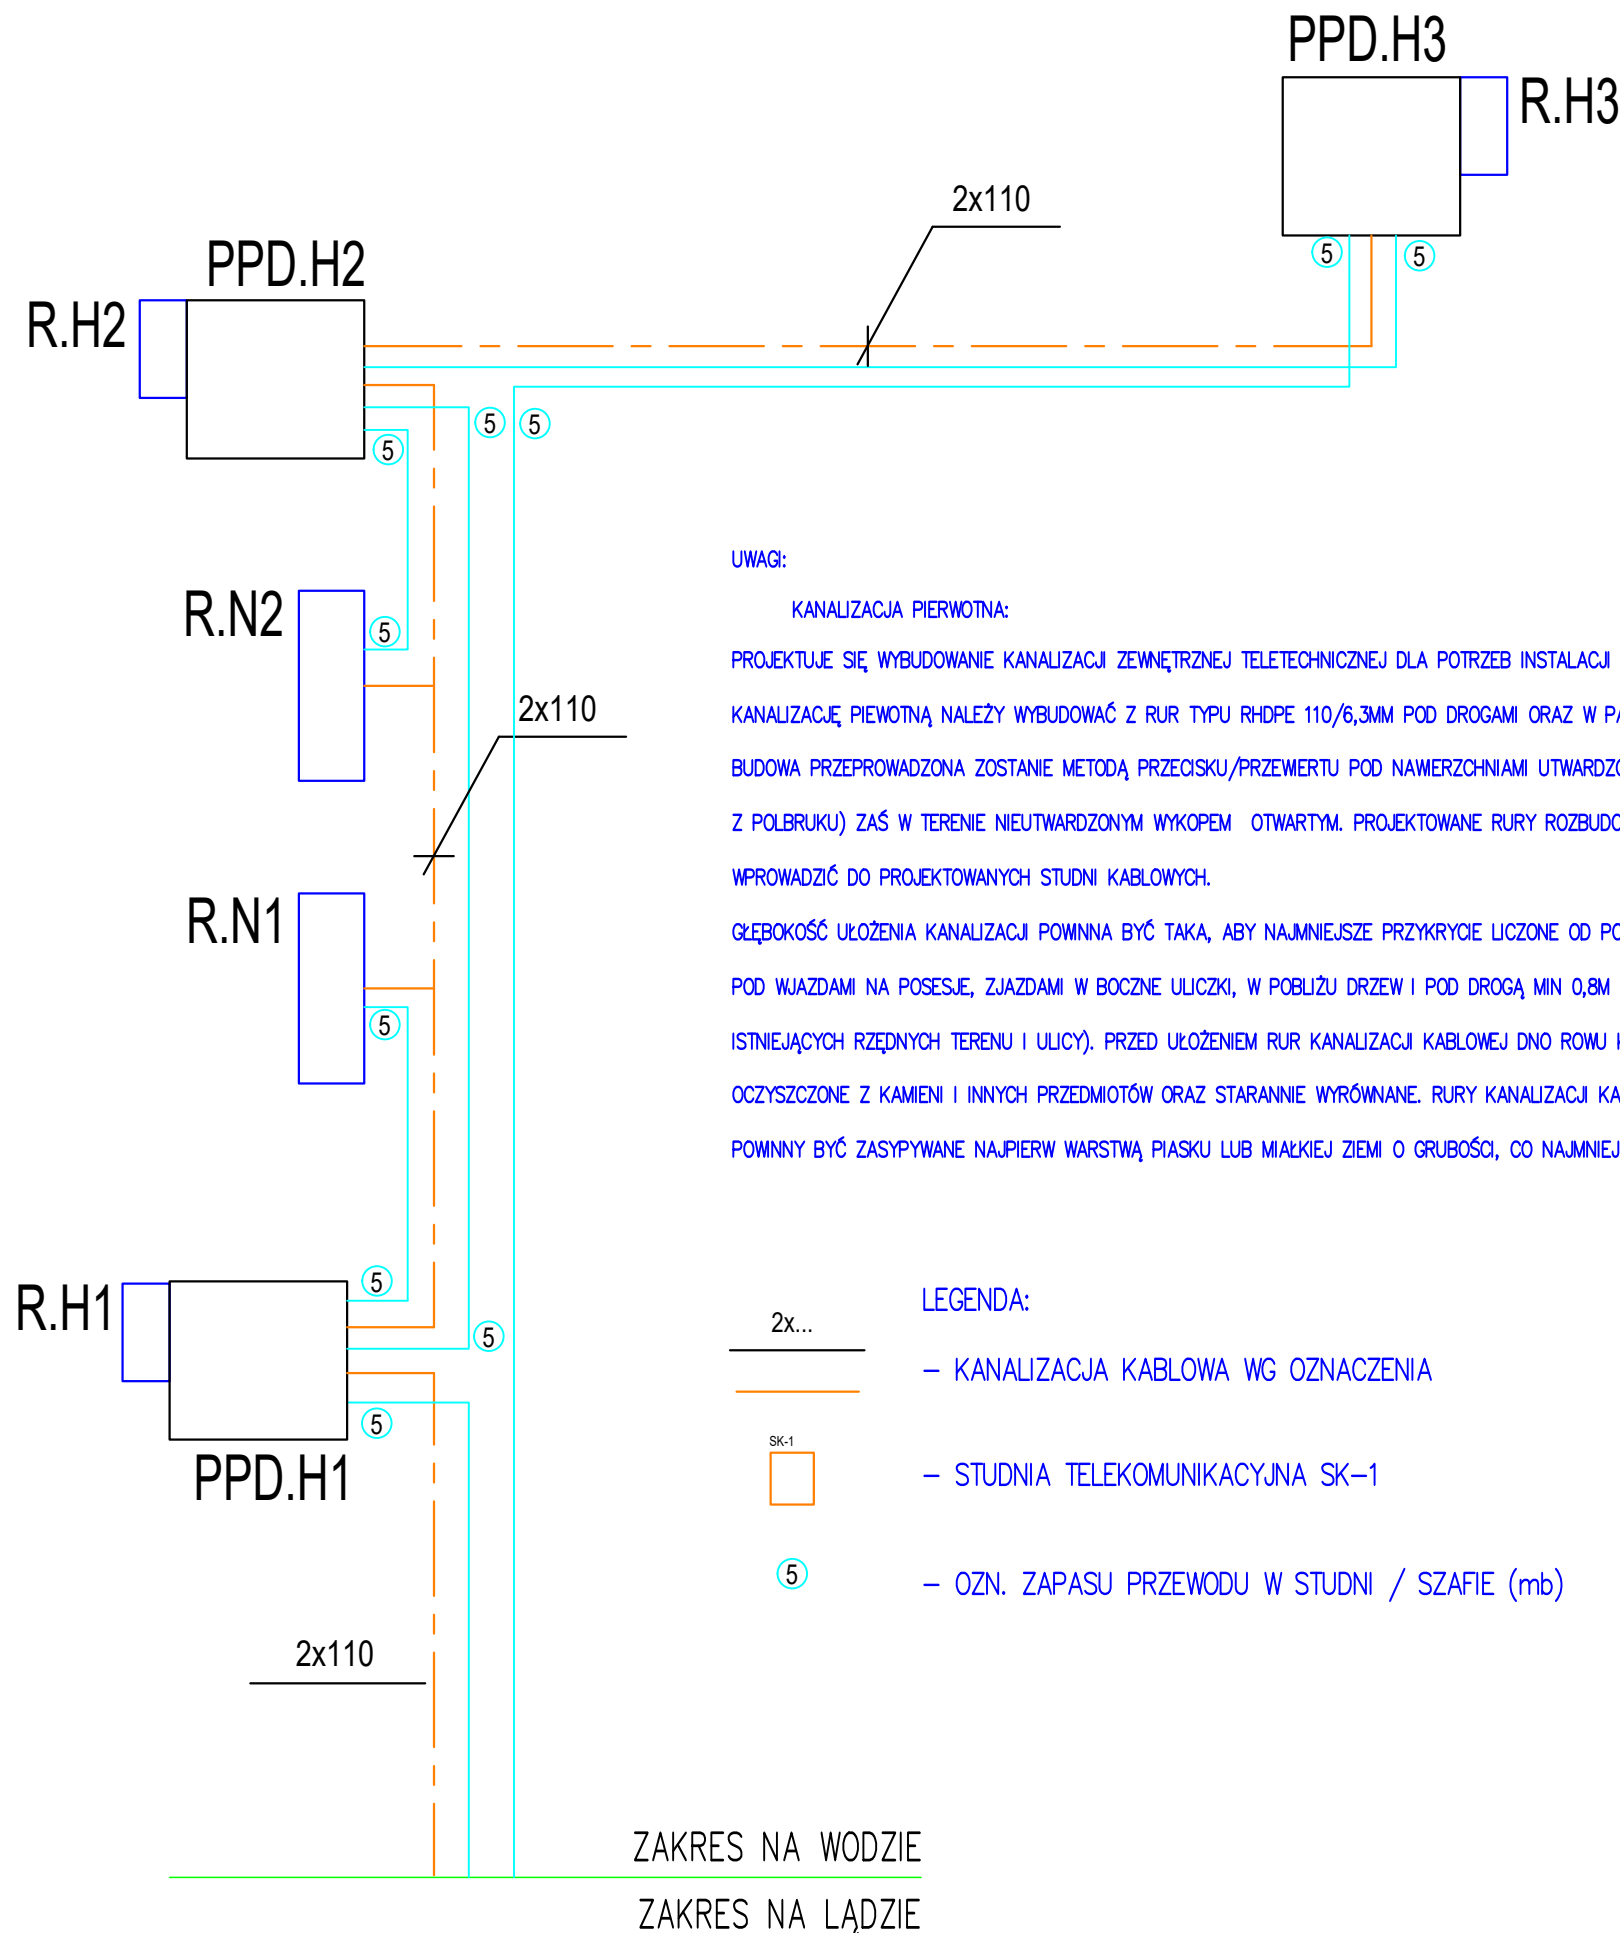 PPD.H3
R.H3
2x110
5
5
PPD.H2
R.H2
5
5
5
UWAGI:
KANALIZACJA PIERWOTNA:
R.N2
5
PROJEKTUJE SIĘ WYBUDOWANIE KANALIZACJI ZEWNĘTRZNEJ TELETECHNICZNEJ DLA POTRZEB INSTALACJI
2x110
KANALIZACJĘ PIEWOTNĄ NALEŻY WYBUDOWAĆ Z RUR TYPU RHDPE 110/6,3MM POD DROGAMI ORAZ W
BUDOWA PRZEPROWADZONA ZOSTANIE METODĄ PRZECISKU/PRZEWIERTU POD NAWIERZCHNIAMI
Z POLBRUKU) ZAŚ W TERENIE NIEUTWARDZONYM WYKOPEM OTWARTYM. PROJEKTOWANE RURY
WPROWADZIĆ DO PROJEKTOWANYCH STUDNI KABLOWYCH.
R.N1
GŁĘBOKOŚĆ UŁOŻENIA KANALIZACJI POWINNA BYĆ TAKA, ABY NAJMNIEJSZE PRZYKRYCIE LICZONE OD
POD WJAZDAMI NA POSESJE, ZJAZDAMI W BOCZNE ULICZKI, W POBLIŻU DRZEW I POD DROGĄ MIN 0,8M
5
ISTNIEJĄCYCH RZĘDNYCH TERENU I ULICY). PRZED UŁOŻENIEM RUR KANALIZACJI KABLOWEJ DNO ROWU
OCZYSZCZONE Z KAMIENI I INNYCH PRZEDMIOTÓW ORAZ STARANNIE WYRÓWNANE. RURY KANALIZACJI
POWINNY BYĆ ZASYPYWANE NAJPIERW WARSTWĄ PIASKU LUB MIAŁKIEJ ZIEMI O GRUBOŚCI, CO NAJMNIEJ
5
R.H1
5
5
PPD.H1
LEGENDA:
2x...
– KANALIZACJA KABLOWA WG OZNACZENIA
SK-1
– STUDNIA TELEKOMUNIKACYJNA SK–1
5
– OZN. ZAPASU PRZEWODU W STUDNI / SZAFIE (mb)
2x110
ZAKRES NA WODZIE
ZAKRES NA LĄDZIE